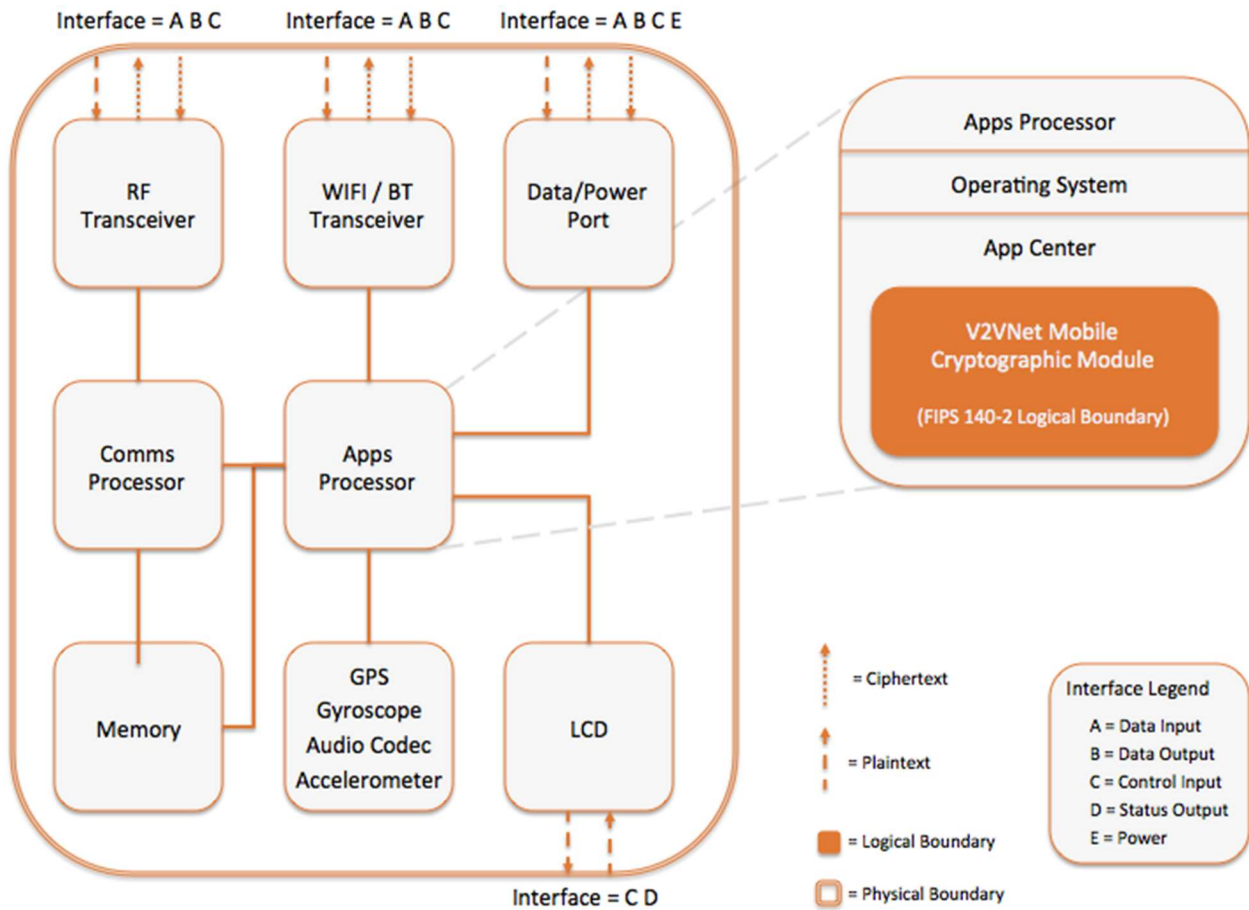 Interface = A B C
Interface = A B C
Interface = A B C E
RF
Transceiver
WIFI / BT
Transceiver
Data/Power
Port
Comms
Processor
Apps
Processor
Memory
GPS
Gyroscope
Audio Codec
Accelerometer
LCD
Interface = C D
Apps Processor
Operating System
App Center
V2VNet Mobile
Cryptographic Module
(FIPS 140-2 Logical Boundary)
= Ciphertext
= Plaintext
= Logical Boundary
= Physical Boundary
Interface Legend
A = Data Input
B = Data Output
C = Control Input
D = Status Output
E = Power